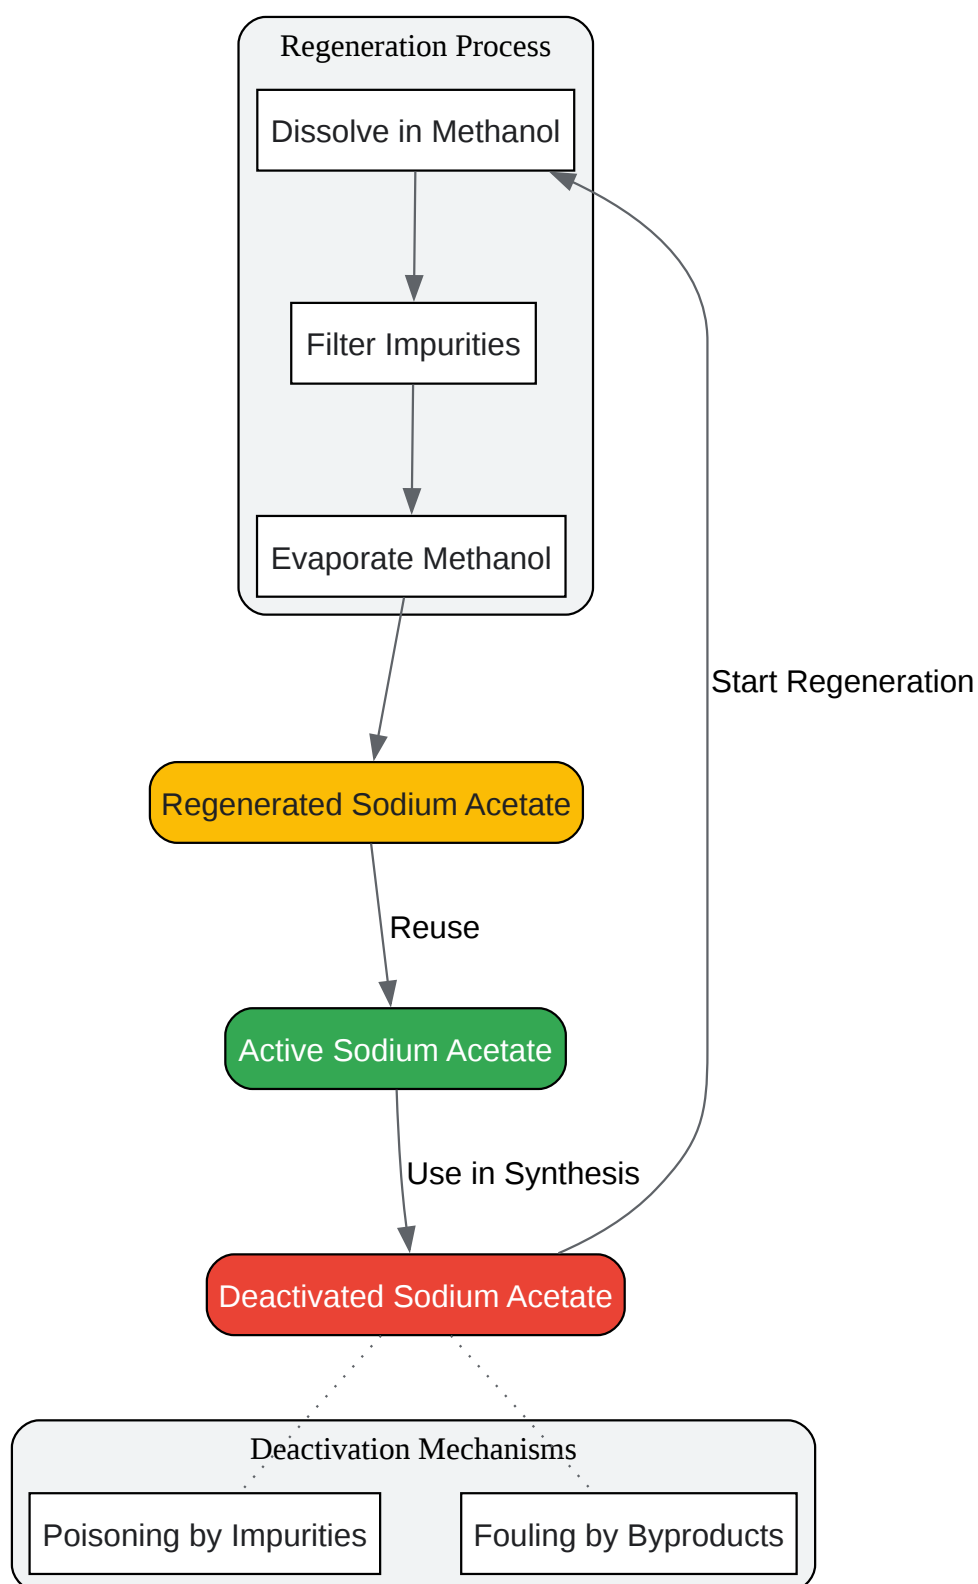 Regeneration Process
Dissolve in Methanol
Filter Impurities
Evaporate Methanol
Start Regeneration
Regenerated Sodium Acetate
Reuse
Active Sodium Acetate
Use in Synthesis
Deactivated Sodium Acetate
Deactivation Mechanisms
Poisoning by Impurities
Fouling by Byproducts